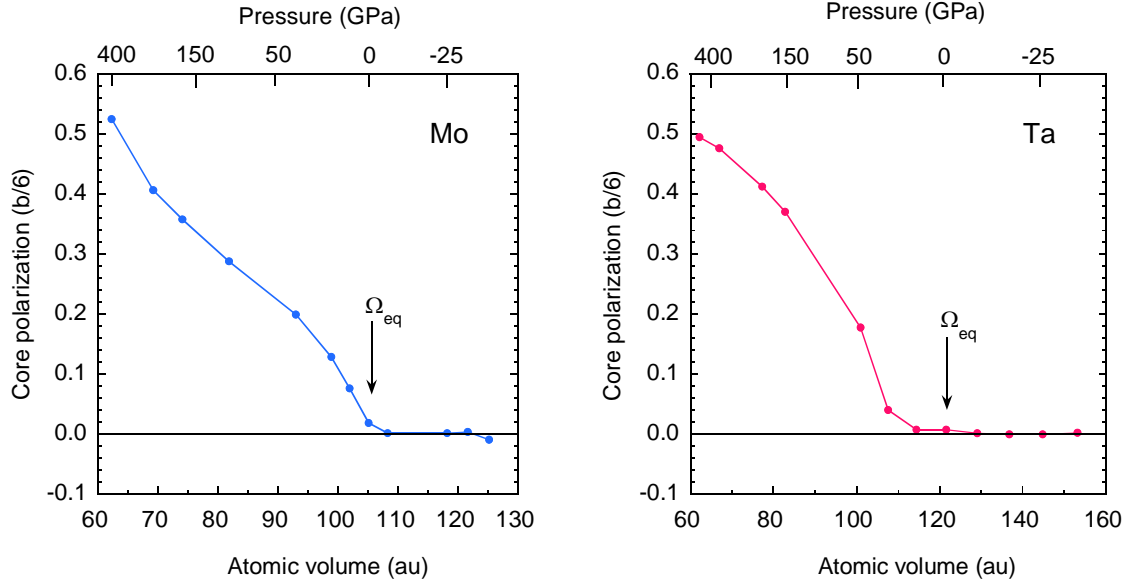 Pressure (GPa)
400 150 50 0 -25
0.6
0.5
0.4
0.3
0.2
0.1
0.0
-0.1
Core polarization (b/6)
Mo
Ωeq
60 70 80 90 100 110 120 130
Atomic volume (au)
Pressure (GPa)
400 150 50 0 -25
0.6
0.5
0.4
0.3
0.2
0.1
0.0
-0.1
Core polarization (b/6)
Ta
Ωeq
60 80 100 120 140 160
Atomic volume (au)